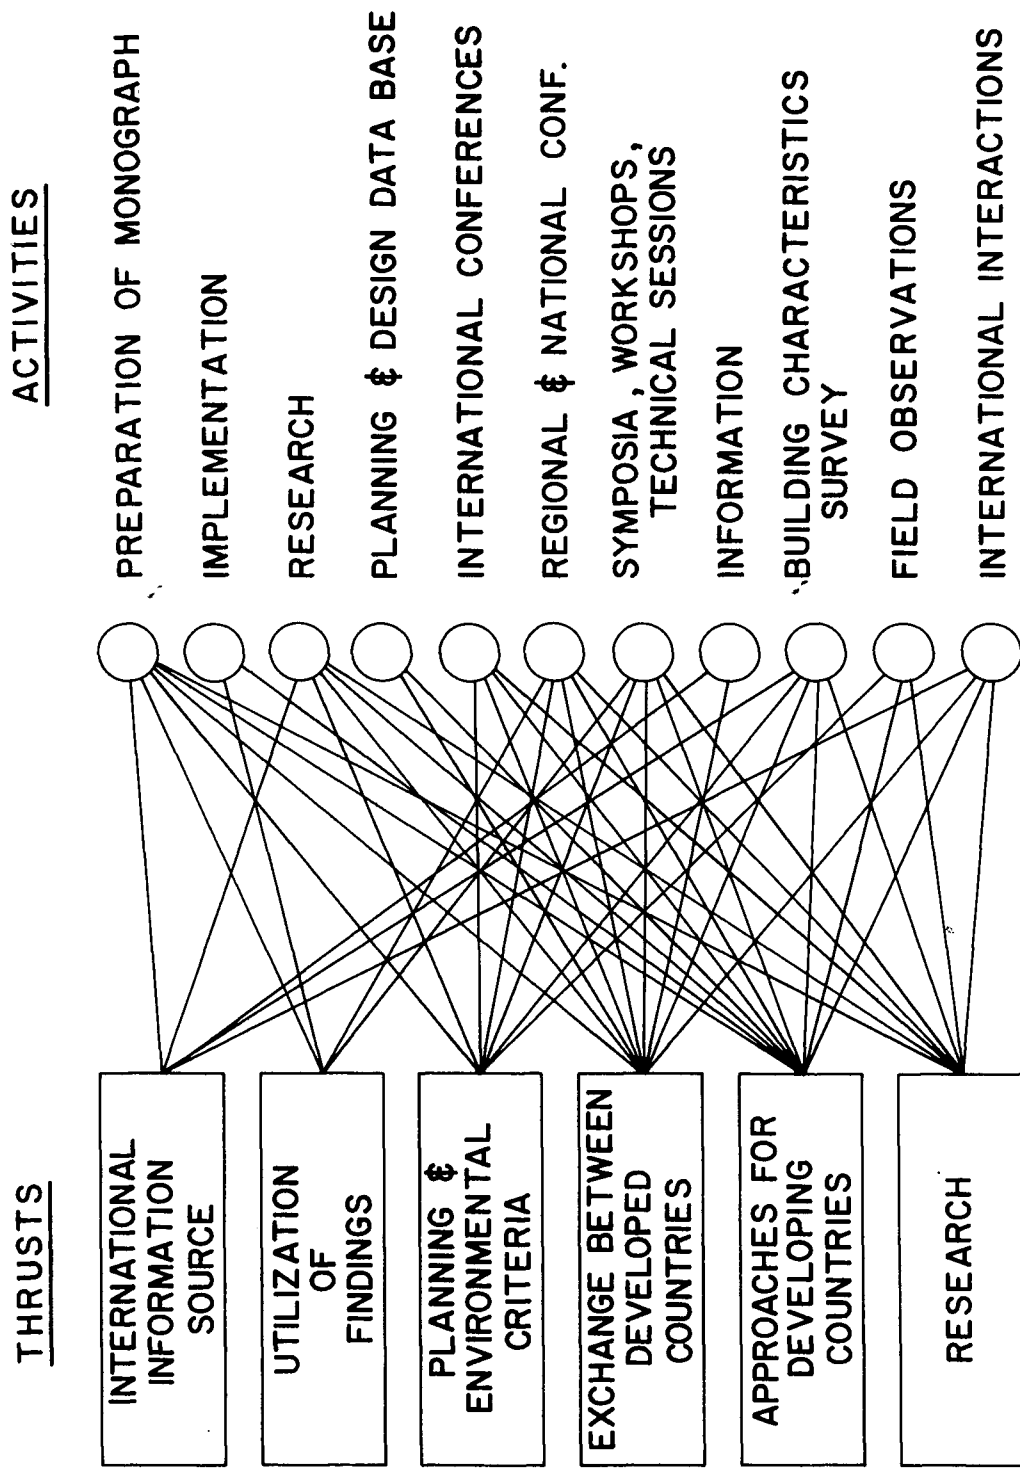 THRUSTS
INTERNATIONAL
INFORMATION
SOURCE
UTILIZATION
OF
FINDINGS
PLANNING &
ENVIRONMENTAL
CRITERIA
EXCHANGE BETWEEN
DEVELOPED
COUNTRIES
APPROACHES FOR
DEVELOPING
COUNTRIES
RESEARCH
ACTIVITIES
PREPARATION OF MONOGRAPH
IMPLEMENTATION
RESEARCH
PLANNING & DESIGN DATA BASE
INTERNATIONAL CONFERENCES
REGIONAL & NATIONAL CONF.
SYMPOSIA, WORKSHOPS,
TECHNICAL SESSIONS
INFORMATION
BUILDING CHARACTERISTICS
SURVEY
FIELD OBSERVATIONS
INTERNATIONAL INTERACTIONS